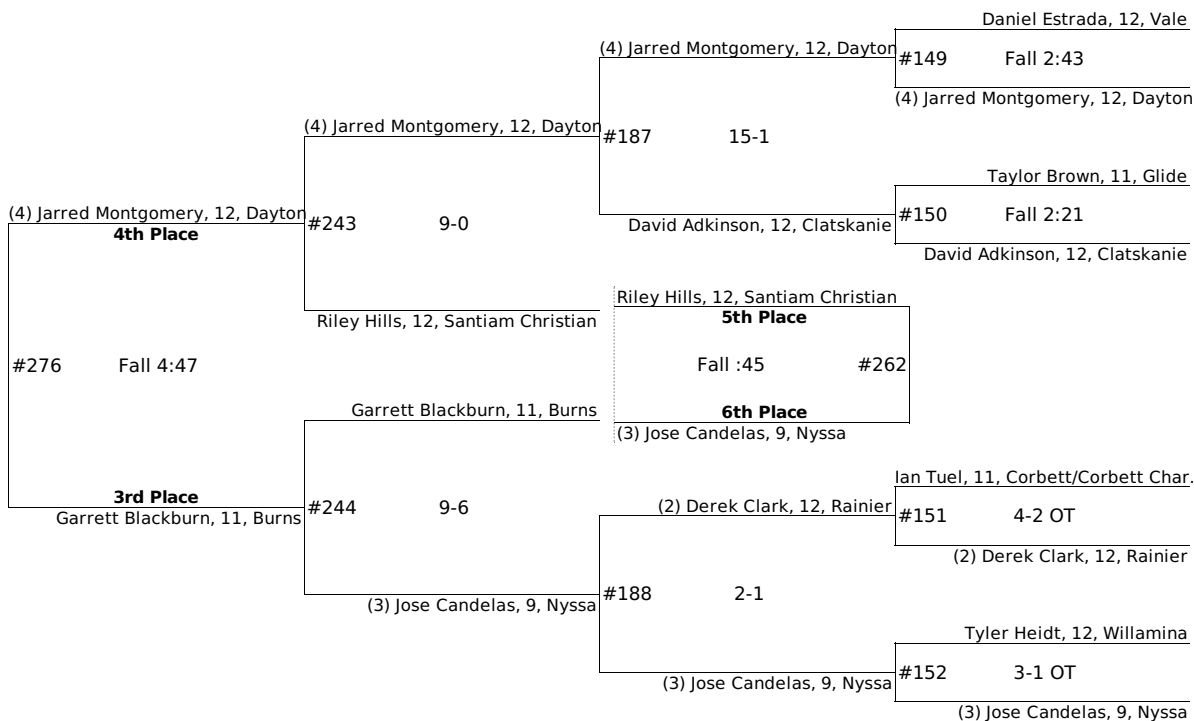 Daniel Estrada, 12, Vale
(4) Jarred Montgomery, 12, Dayton
#149 Fall 2:43
(4) Jarred Montgomery, 12, Dayton
(4) Jarred Montgomery, 12, Dayton
#187 15-1
Taylor Brown, 11, Glide
(4) Jarred Montgomery, 12, Dayton
4th Place
#243 9-0
David Adkinson, 12, Clatskanie
#150 Fall 2:21
David Adkinson, 12, Clatskanie
Riley Hills, 12, Santiam Christian
Riley Hills, 12, Santiam Christian
5th Place
#276 Fall 4:47
Fall :45 #262
Garrett Blackburn, 11, Burns
6th Place
(3) Jose Candelas, 9, Nyssa
Ian Tuel, 11, Corbett/Corbett Char.
3rd Place
Garrett Blackburn, 11, Burns
#244 9-6
(2) Derek Clark, 12, Rainier
#151 4-2 OT
(2) Derek Clark, 12, Rainier
(3) Jose Candelas, 9, Nyssa
#188 2-1
Tyler Heidt, 12, Willamina
(3) Jose Candelas, 9, Nyssa
#152 3-1 OT
(3) Jose Candelas, 9, Nyssa